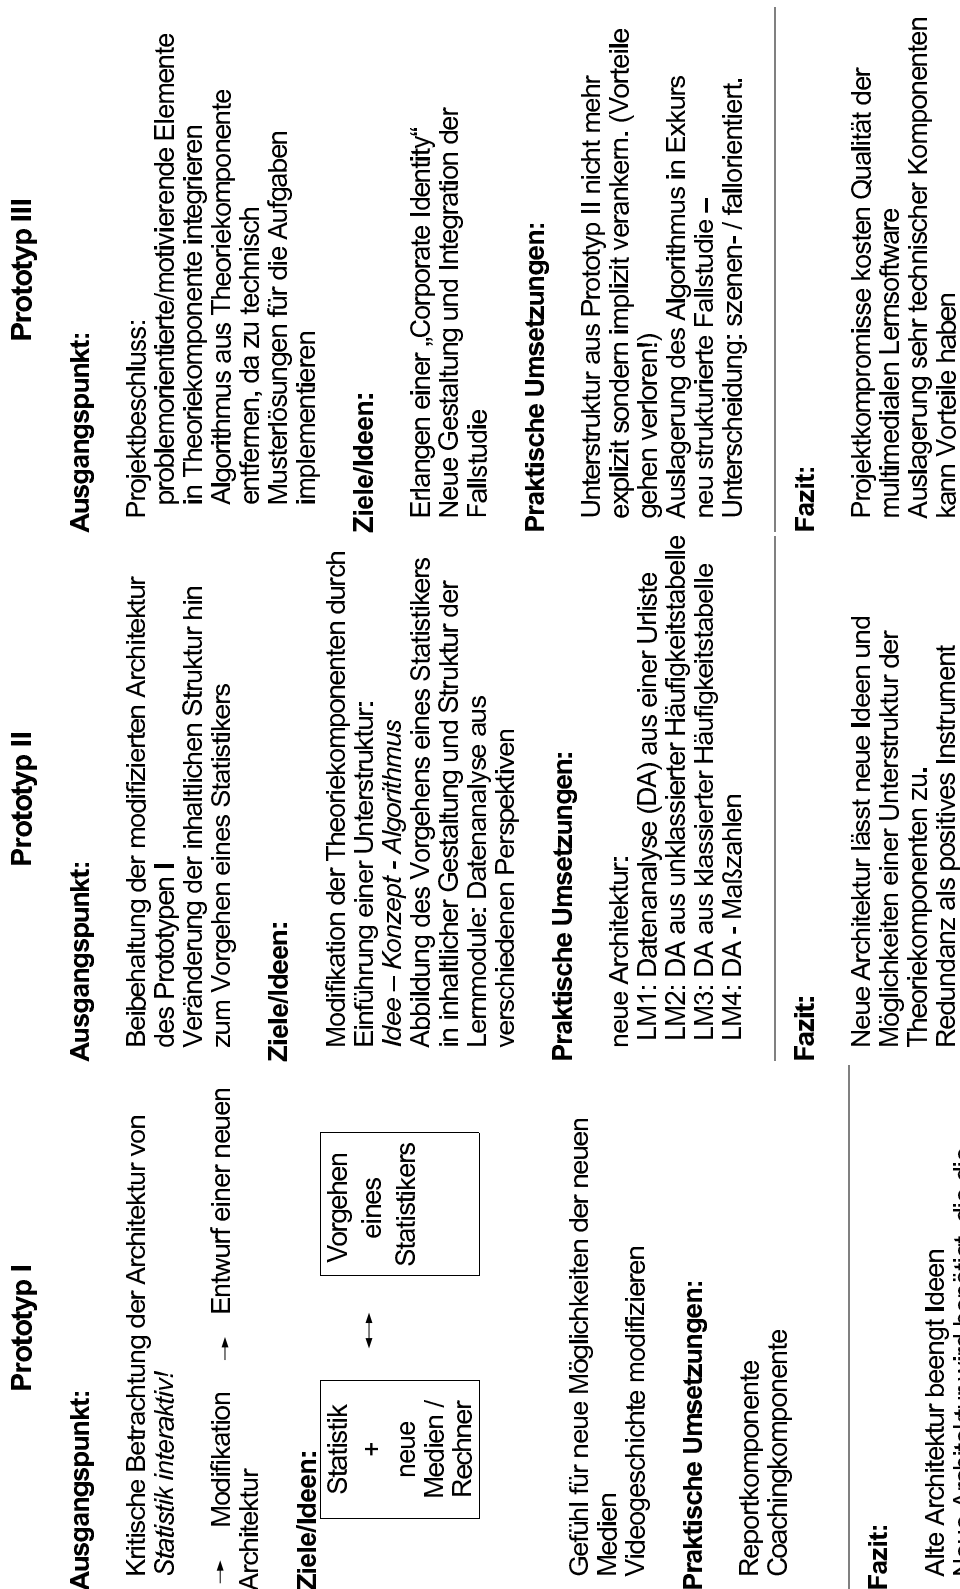 Prototyp I
Ausgangspunkt:
Kritische Betrachtung der Architektur von
Statistik interaktiv!
→ Modifikation → Entwurf einer neuen
Architektur
Ziele/Ideen:
Statistik
+
neue
Medien /
Rechner
↔
Vorgehen
eines
Statistikers
Gefühl für neue Möglichkeiten der neuen
Medien
Videogeschichte modifizieren
Praktische Umsetzungen:
Reportkomponente
Coachingkomponente
Fazit:
Alte Architektur beengt Ideen
Neue Architektur wird benötigt, die die
Prototyp II
Ausgangspunkt:
Beibehaltung der modifizierten Architektur
des Prototypen I
Veränderung der inhaltlichen Struktur hin
zum Vorgehen eines Statistikers
Ziele/Ideen:
Modifikation der Theoriekomponenten durch
Einführung einer Unterstruktur:
Idee – Konzept - Algorithmus
Abbildung des Vorgehens eines Statistikers
in inhaltlicher Gestaltung und Struktur der
Lernmodule: Datenanalyse aus
verschiedenen Perspektiven
Praktische Umsetzungen:
neue Architektur:
LM1: Datenanalyse (DA) aus einer Urliste
LM2: DA aus unklassierter Häufigkeitstabelle
LM3: DA aus klassierter Häufigkeitstabelle
LM4: DA - Maßzahlen
Fazit:
Neue Architektur lässt neue Ideen und
Möglichkeiten einer Unterstruktur der
Theoriekomponenten zu.
Redundanz als positives Instrument
Prototyp III
Ausgangspunkt:
Projektbeschluss:
problemorientierte/motivierende Elemente
in Theoriekomponente integrieren
Algorithmus aus Theoriekomponente
entfernen, da zu technisch
Musterlösungen für die Aufgaben
implementieren
Ziele/Ideen:
Erlangen einer „Corporate Identity“
Neue Gestaltung und Integration der
Fallstudie
Praktische Umsetzungen:
Unterstruktur aus Prototyp II nicht mehr
explizit sondern implizit verankern. (Vorteile
gehen verloren!)
Auslagerung des Algorithmus in Exkurs
neu strukturierte Fallstudie –
Unterscheidung: szenen- / fallorientiert.
Fazit:
Projektkompromisse kosten Qualität der
multimedialen Lernsoftware
Auslagerung sehr technischer Komponenten
kann Vorteile haben